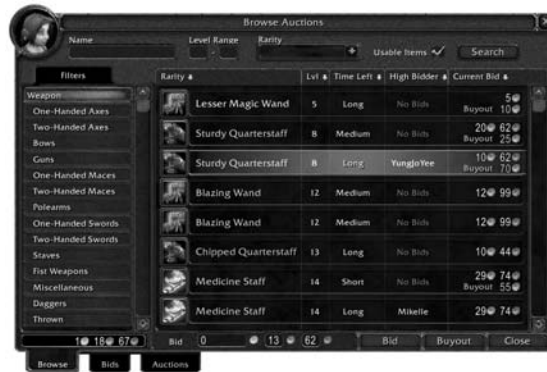 Browse Auctions
Name Level Range Rarity
- Usable Items Search
Filters Rarity Lvl Time Left High Bidder Current Bid
Weapon
One-Handed Axes
Two-Handed Axes
Bows
Guns
One-Handed Maces
Two-Handed Maces
Polearms
One-Handed Swords
Two-Handed Swords
Staves
Fist Weapons
Miscellaneous
Daggers
Thrown
Lesser Magic Wand 5 Long No Bids 5
Buyout 10
Sturdy Quarterstaff 8 Medium No Bids 20 62
Buyout 25
Sturdy Quarterstaff 8 Long YungJoYee 10 62
Buyout 70
Blazing Wand 12 Medium No Bids 12 99
Blazing Wand 12 Medium No Bids 12 99
Chipped Quarterstaff 13 Long No Bids 10 44
Medicine Staff 14 Short No Bids 29 74
Buyout 55
Medicine Staff 14 Long Mikelle 29 74
1 18 67 Bid 0 13 62 Bid Buyout Close
Browse Bids Auctions